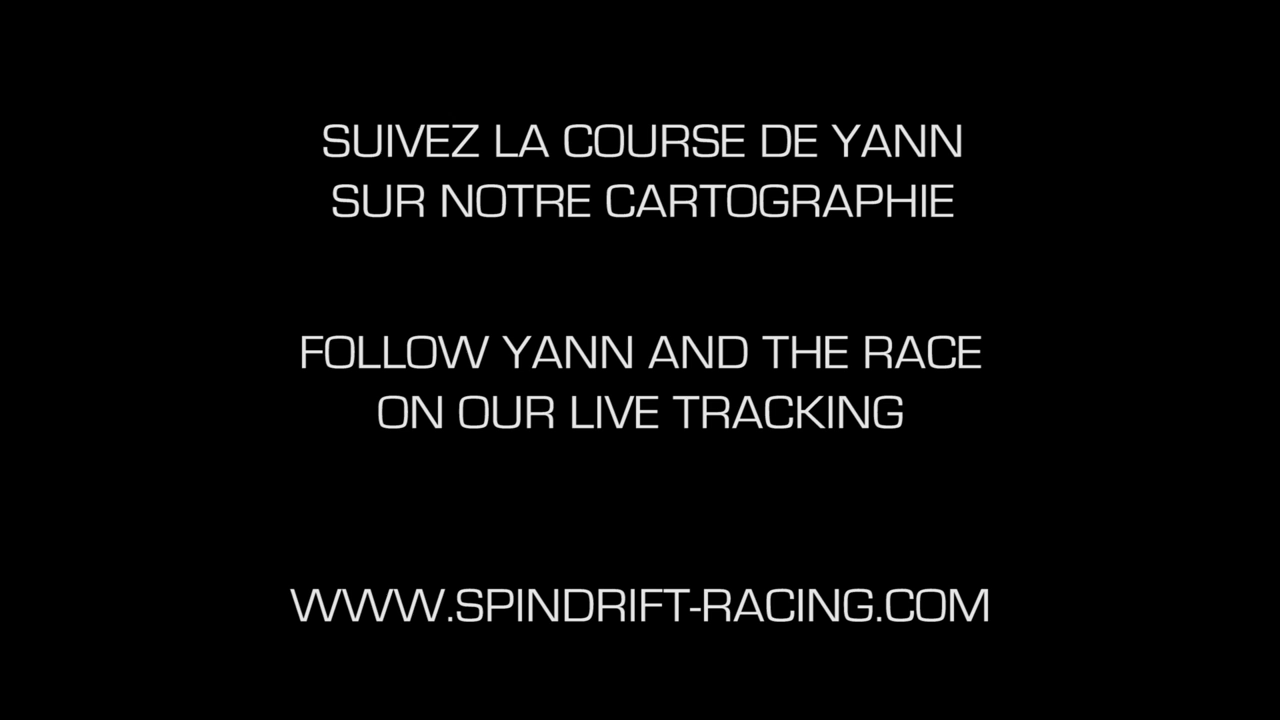 SUIVEZ LA COURSE DE YANN
SUR NOTRE CARTOGRAPHIE
FOLLOW YANN AND THE RACE
ON OUR LIVE TRACKING
WWW.SPINDRIFT-RACING.COM